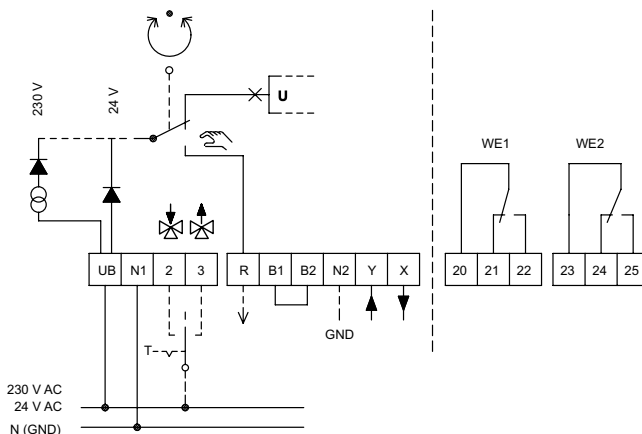 230 V
24 V
U
WE1
WE2
UB N1 2 3 R B1 B2 N2 Y X 20 21 22 23 24 25
GND
T
230 V AC
24 V AC
N (GND)